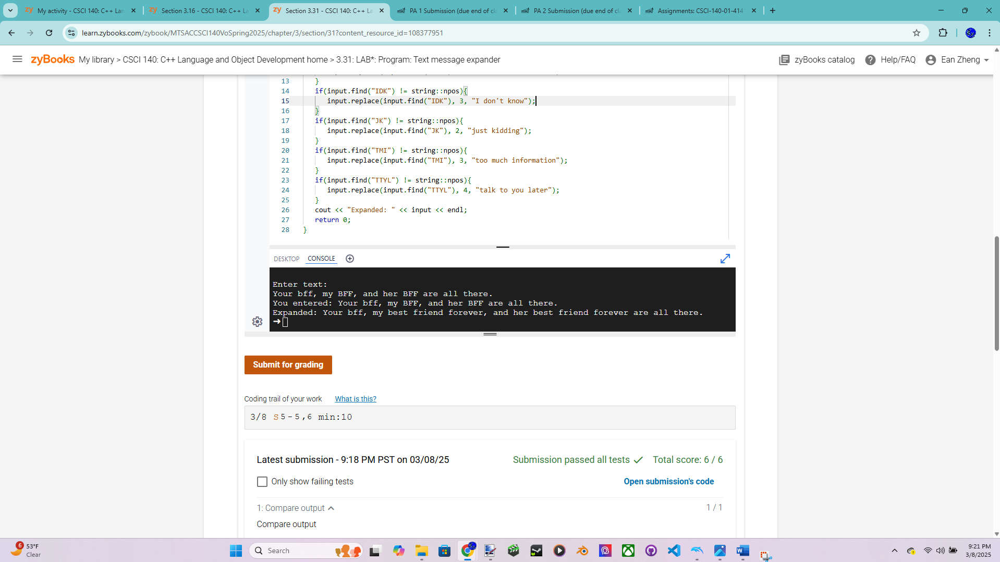 My activity - CSCI 140: C++ Lan
Section 3.16 - CSCI 140: C++ La
Section 3.31 - CSCI 140: C++ La
PA 1 Submission (due end of cla
PA 2 Submission (due end of cla
Assignments: CSCI-140-01-4141
learn.zybooks.com/zybook/MTSACCSCI140VoSpring2025/chapter/3/section/31?content_resource_id=108377951
zyBooks My library > CSCI 140: C++ Language and Object Development home > 3.31: LAB*: Program: Text message expander
zyBooks catalog
Help/FAQ
Ean Zheng
13 }
14 if(input.find("IDK") != string::npos){
15 input.replace(input.find("IDK"), 3, "I don't know");
16 }
17 if(input.find("JK") != string::npos){
18 input.replace(input.find("JK"), 2, "just kidding");
19 }
20 if(input.find("TMI") != string::npos){
21 input.replace(input.find("TMI"), 3, "too much information");
22 }
23 if(input.find("TTYL") != string::npos){
24 input.replace(input.find("TTYL"), 4, "talk to you later");
25 }
26 cout << "Expanded: " << input << endl;
27 return 0;
28 }
DESKTOP CONSOLE
Enter text:
Your bff, my BFF, and her BFF are all there.
You entered: Your bff, my BFF, and her BFF are all there.
Expanded: Your bff, my best friend forever, and her best friend forever are all there.
Submit for grading
Coding trail of your work What is this?
3/8 S5-5,6 min:10
Latest submission - 9:18 PM PST on 03/08/25
Submission passed all tests Total score: 6 / 6
Only show failing tests
Open submission's code
1: Compare output
1 / 1
Compare output
6
53°F
Clear
Search
9:21 PM
3/8/2025